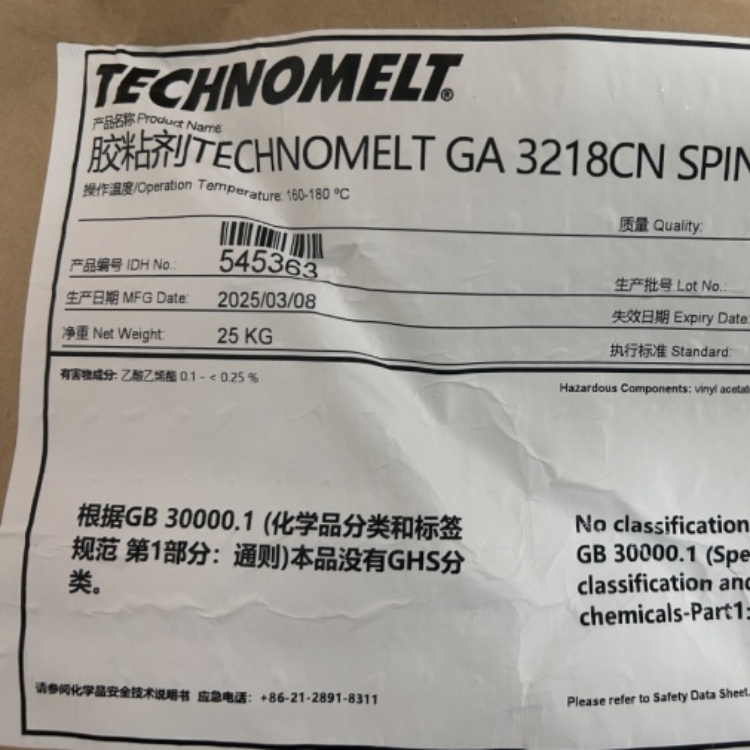 TECHNOMELT®
产品名称 Product Name
胶粘剂TECHNOMELT GA 3218CN SPIN
操作温度/Operation Temperature: 160-180 °C
质量 Quality:
产品编号 IDH No.: 545363
生产批号 Lot No.:
生产日期 MFG Date: 2025/03/08
失效日期 Expiry Date:
净重 Net Weight: 25 KG
执行标准 Standard:
有害物成分: 乙酸乙烯酯 0.1 - < 0.25 %
Hazardous Components: vinyl acetate
根据GB 30000.1 (化学品分类和标签
规范 第1部分：通则)本品没有GHS分
类。
No classification
GB 30000.1 (Spe
classification and
chemicals-Part1:
请参阅化学品安全技术说明书 应急电话：+86-21-2891-8311
Please refer to Safety Data Sheet.